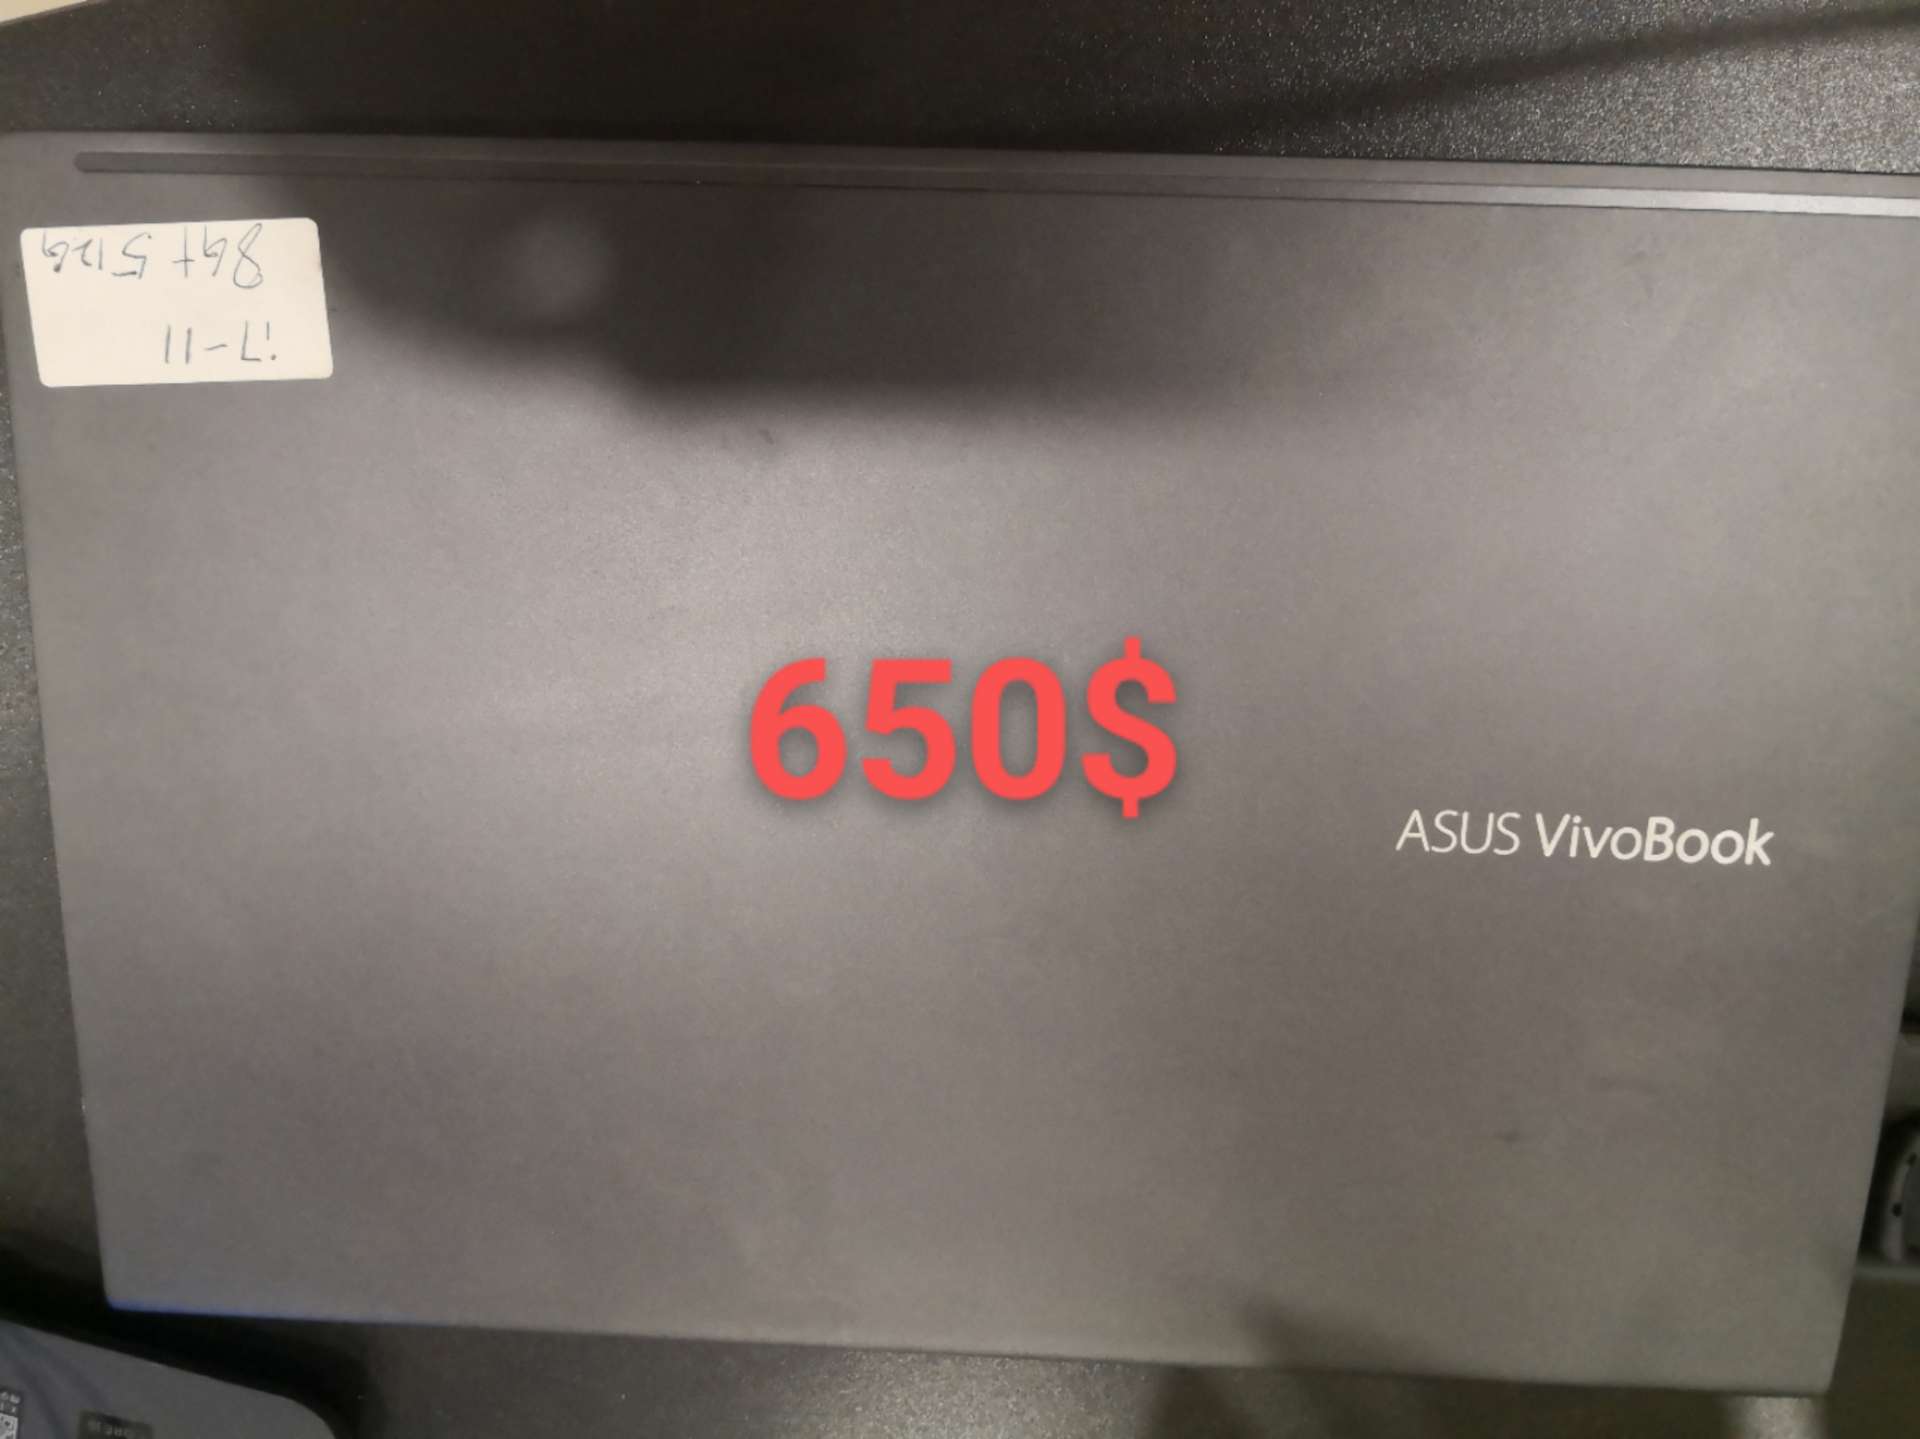 i7-11
8G+512G
650$
ASUS VivoBook